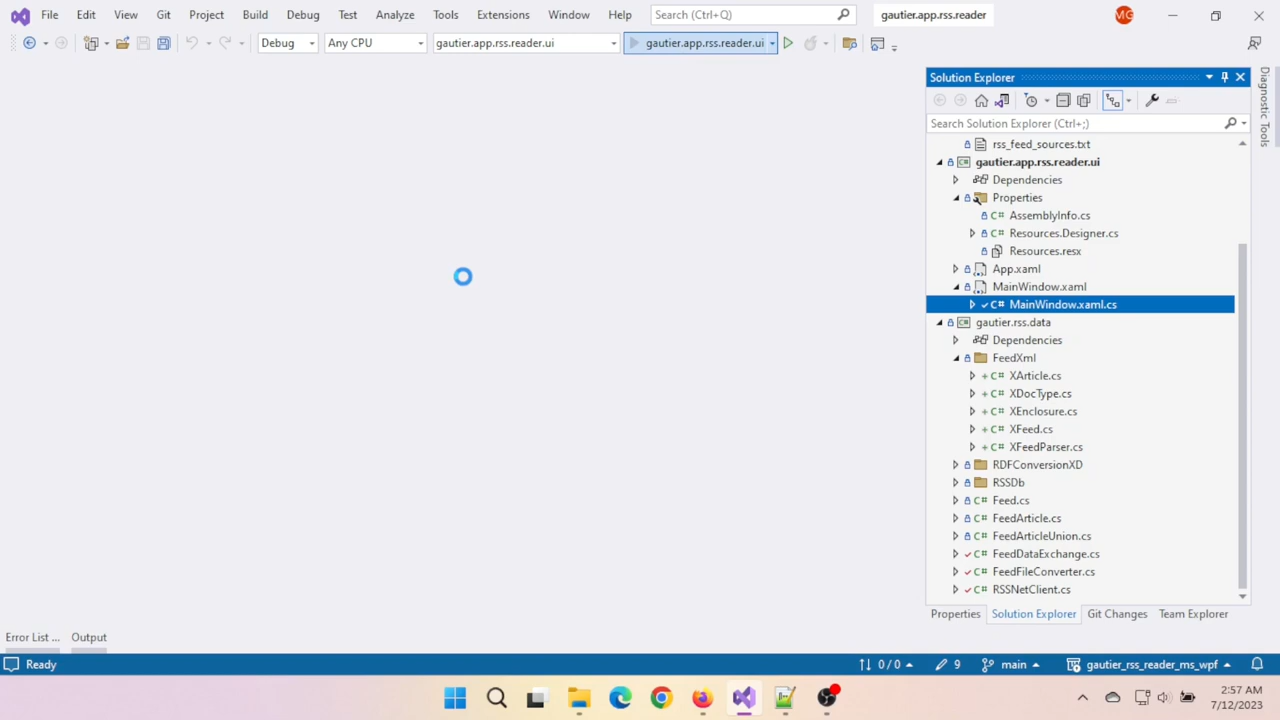 File Edit View Git Project Build Debug Test Analyze Tools Extensions Window Help Search (Ctrl+Q) gautier.app.rss.reader MG
Debug Any CPU gautier.app.rss.reader.ui gautier.app.rss.reader.ui
Solution Explorer
Search Solution Explorer (Ctrl+;)
rss_feed_sources.txt
gautier.app.rss.reader.ui
Dependencies
Properties
AssemblyInfo.cs
Resources.Designer.cs
Resources.resx
App.xaml
MainWindow.xaml
MainWindow.xaml.cs
gautier.rss.data
Dependencies
FeedXml
XArticle.cs
XDocType.cs
XEnclosure.cs
XFeed.cs
XFeedParser.cs
RDFConversionXD
RSSDb
Feed.cs
FeedArticle.cs
FeedArticleUnion.cs
FeedDataExchange.cs
FeedFileConverter.cs
RSSNetClient.cs
Properties Solution Explorer Git Changes Team Explorer
Diagnostic Tools
Error List ... Output
Ready 0 / 0 9 main gautier_rss_reader_ms_wpf
2:57 AM
7/12/2023